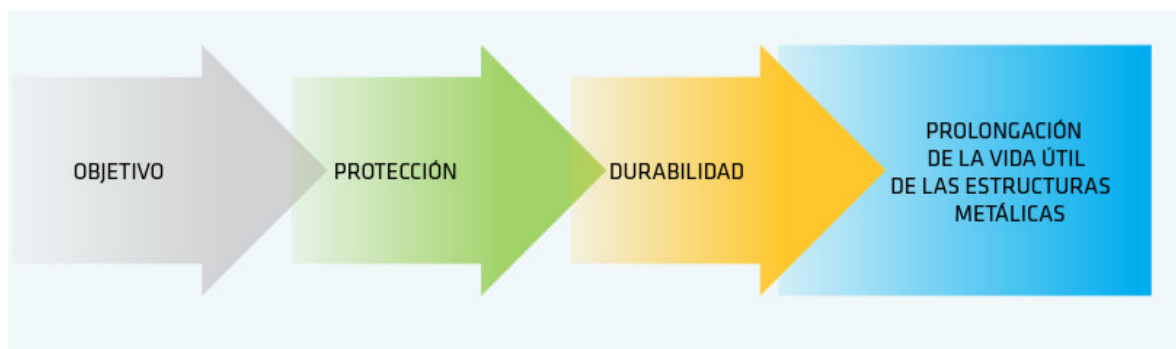 OBJETIVO
PROTECCIÓN
DURABILIDAD
PROLONGACIÓN
DE LA VIDA ÚTIL
DE LAS ESTRUCTURAS
METÁLICAS